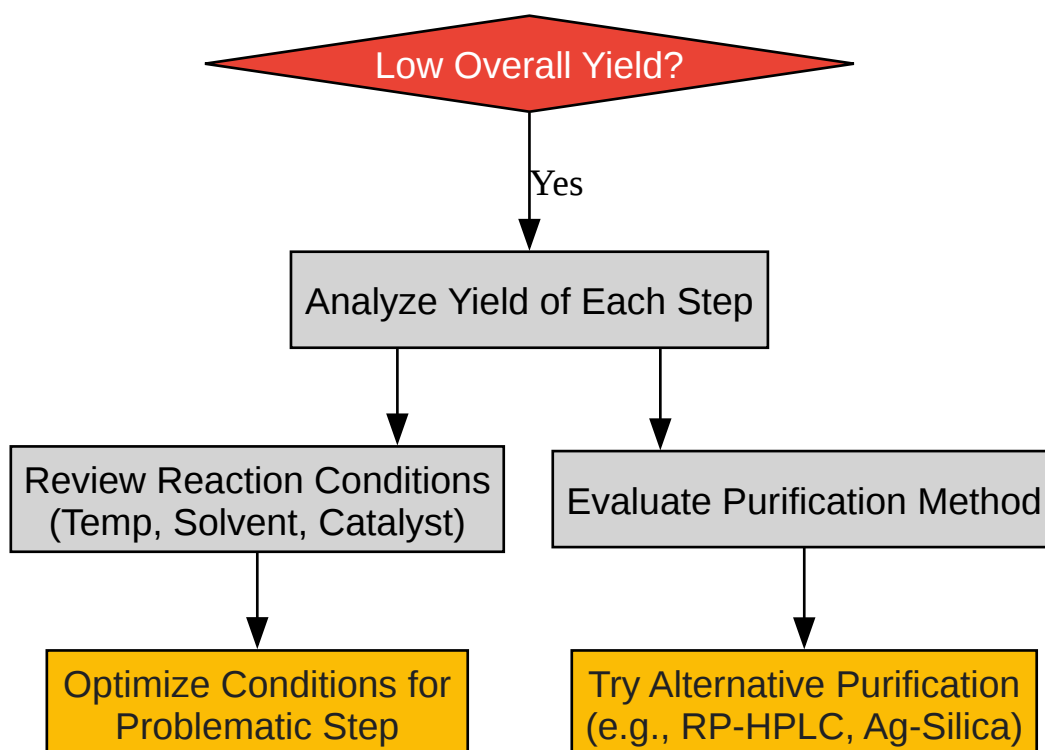 Low Overall Yield?
Yes
Analyze Yield of Each Step
Review Reaction Conditions
(Temp, Solvent, Catalyst)
Evaluate Purification Method
Optimize Conditions for
Problematic Step
Try Alternative Purification
(e.g., RP-HPLC, Ag-Silica)